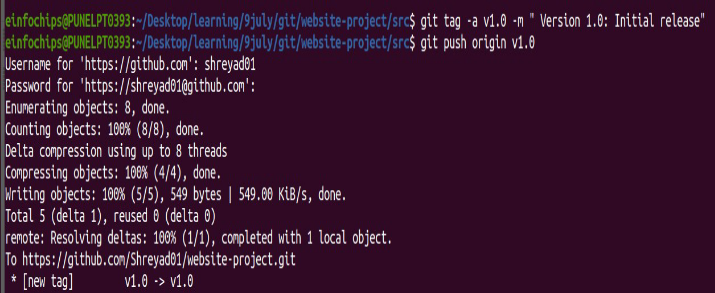 einfochips@PUNELPT0393:~/Desktop/learning/9july/git/website-project/src$ git tag -a v1.0 -m " Version 1.0: Initial release"
einfochips@PUNELPT0393:~/Desktop/learning/9july/git/website-project/src$ git push origin v1.0
Username for 'https://github.com': shreyad01
Password for 'https://shreyad01@github.com':
Enumerating objects: 8, done.
Counting objects: 100% (8/8), done.
Delta compression using up to 8 threads
Compressing objects: 100% (4/4), done.
Writing objects: 100% (5/5), 549 bytes | 549.00 KiB/s, done.
Total 5 (delta 1), reused 0 (delta 0)
remote: Resolving deltas: 100% (1/1), completed with 1 local object.
To https://github.com/Shreyad01/website-project.git
 * [new tag]         v1.0 -> v1.0